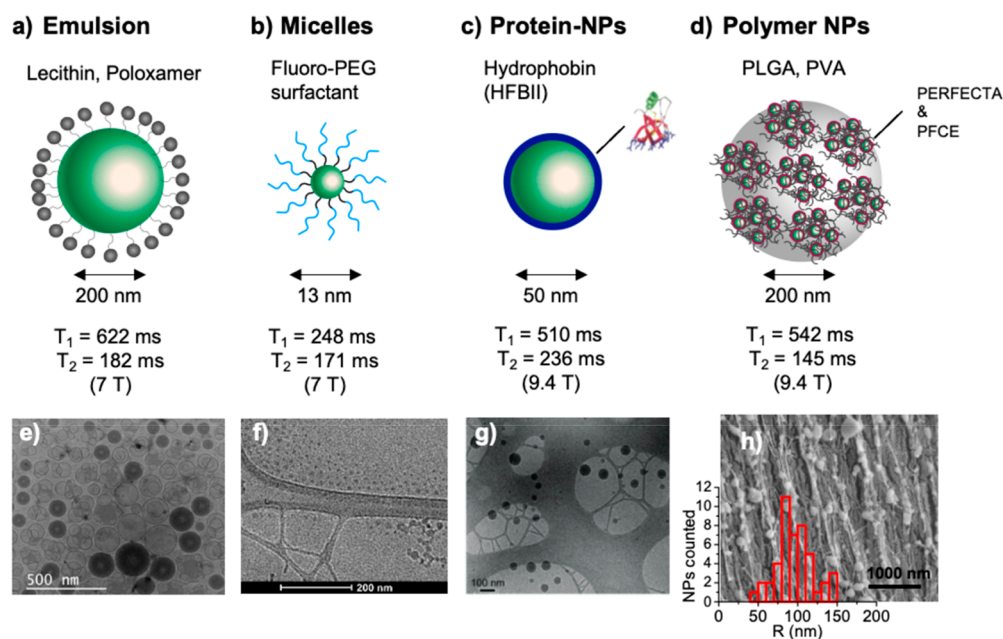 a) Emulsion
Lecithin, Poloxamer
200 nm
T₁ = 622 ms
T₂ = 182 ms
(7 T)
b) Micelles
Fluoro-PEG
surfactant
13 nm
T₁ = 248 ms
T₂ = 171 ms
(7 T)
c) Protein-NPs
Hydrophobin
(HFBII)
50 nm
T₁ = 510 ms
T₂ = 236 ms
(9.4 T)
d) Polymer NPs
PLGA, PVA
PERFECTA
&
PFCE
200 nm
T₁ = 542 ms
T₂ = 145 ms
(9.4 T)
e)
500 nm
f)
200 nm
g)
100 nm
h)
NPs counted
12
10
8
6
4
2
0
0 50 100 150 200
R (nm)
1000 nm